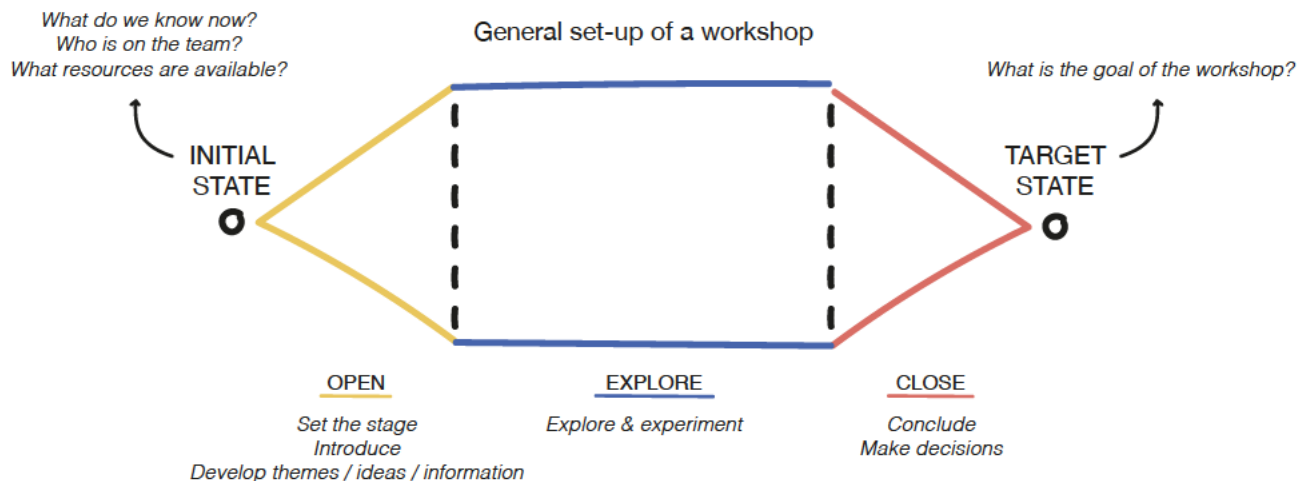 What do we know now?
Who is on the team?
What resources are available?
General set-up of a workshop
What is the goal of the workshop?
INITIAL
STATE
TARGET
STATE
OPEN
Set the stage
Introduce
Develop themes / ideas / information
EXPLORE
Explore & experiment
CLOSE
Conclude
Make decisions